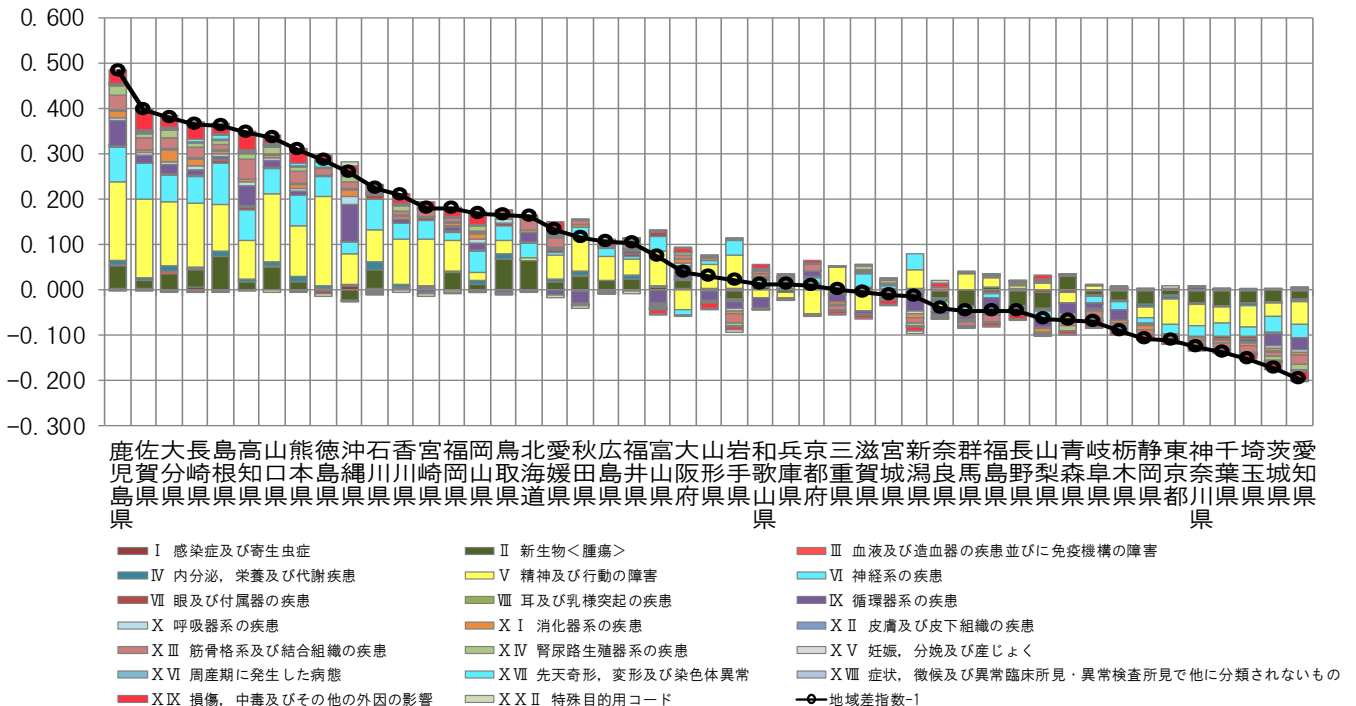 0.600
0.500
0.400
0.300
0.200
0.100
0.000
-0.100
-0.200
-0.300
鹿児島県 佐賀県 大分県 長崎県 島根県 高知県 山口県 熊本県 徳島県 沖縄県 石川県 香川県 宮崎県 福岡県 岡山県 鳥取県 北海道 愛媛県 秋田県 広島県 福井県 富山県 大阪府 山形県 岩手県 和歌山県 兵庫県 京都府 三重県 滋賀県 宮城県 新潟県 奈良県 群馬県 福島県 長野県 山梨県 青森県 岐阜県 栃木県 静岡県 東京都 神奈川県 千葉県 埼玉県 茨城県 愛知県
Ⅰ 感染症及び寄生虫症 Ⅱ 新生物＜腫瘍＞ Ⅲ 血液及び造血器の疾患並びに免疫機構の障害
Ⅳ 内分泌，栄養及び代謝疾患 Ⅴ 精神及び行動の障害 Ⅵ 神経系の疾患
Ⅶ 眼及び付属器の疾患 Ⅷ 耳及び乳様突起の疾患 Ⅸ 循環器系の疾患
Ⅹ 呼吸器系の疾患 ⅩⅠ 消化器系の疾患 ⅩⅡ 皮膚及び皮下組織の疾患
ⅩⅢ 筋骨格系及び結合組織の疾患 ⅩⅣ 腎尿路生殖器系の疾患 ⅩⅤ 妊娠，分娩及び産じょく
ⅩⅥ 周産期に発生した病態 ⅩⅦ 先天奇形，変形及び染色体異常 ⅩⅧ 症状，徴候及び異常臨床所見・異常検査所見で他に分類されないもの
ⅩⅨ 損傷，中毒及びその他の外因の影響 ⅩⅩⅡ 特殊目的用コード 地域差指数-1